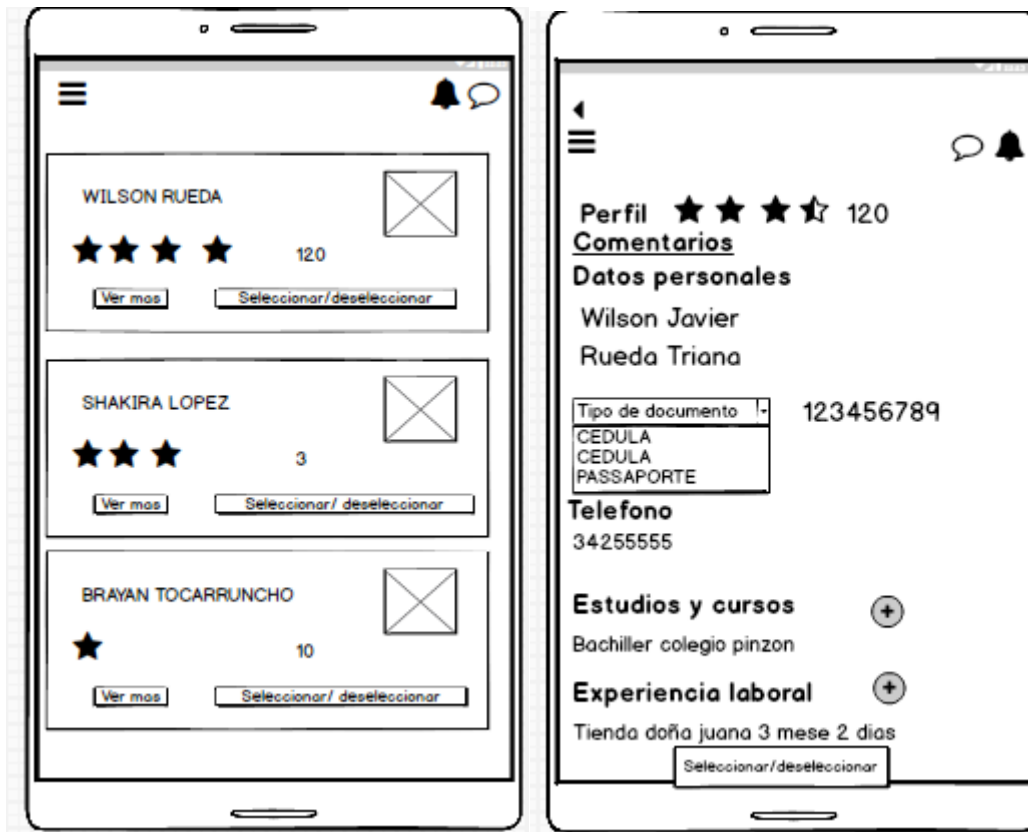 WILSON RUEDA
120
Ver mas
Seleccionar/deseleccionar
SHAKIRA LOPEZ
3
Ver mas
Seleccionar/ deseleccionar
BRAYAN TOCARRUNCHO
10
Ver mas
Seleccionar/ deseleccionar
Perfil 120
Comentarios
Datos personales
Wilson Javier
Rueda Triana
Tipo de documento 123456789
CEDULA
CEDULA
PASSAPORTE
Telefono
34255555
Estudios y cursos
Bachiller colegio pinzon
Experiencia laboral
Tienda doña juana 3 mese 2 dias
Seleccionar/deseleccionar